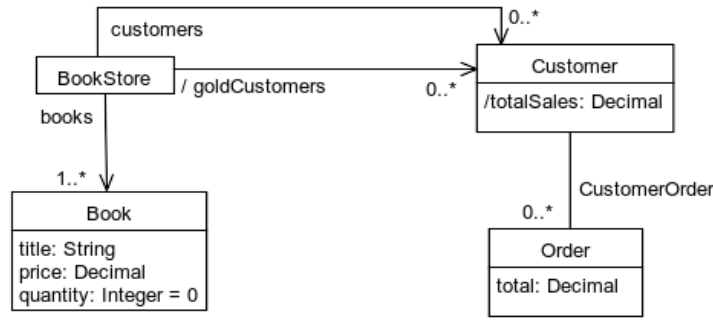 customers
0..*
BookStore
/ goldCustomers
0..*
Customer
/totalSales: Decimal
books
1..*
Book
title: String
price: Decimal
quantity: Integer = 0
CustomerOrder
0..*
Order
total: Decimal